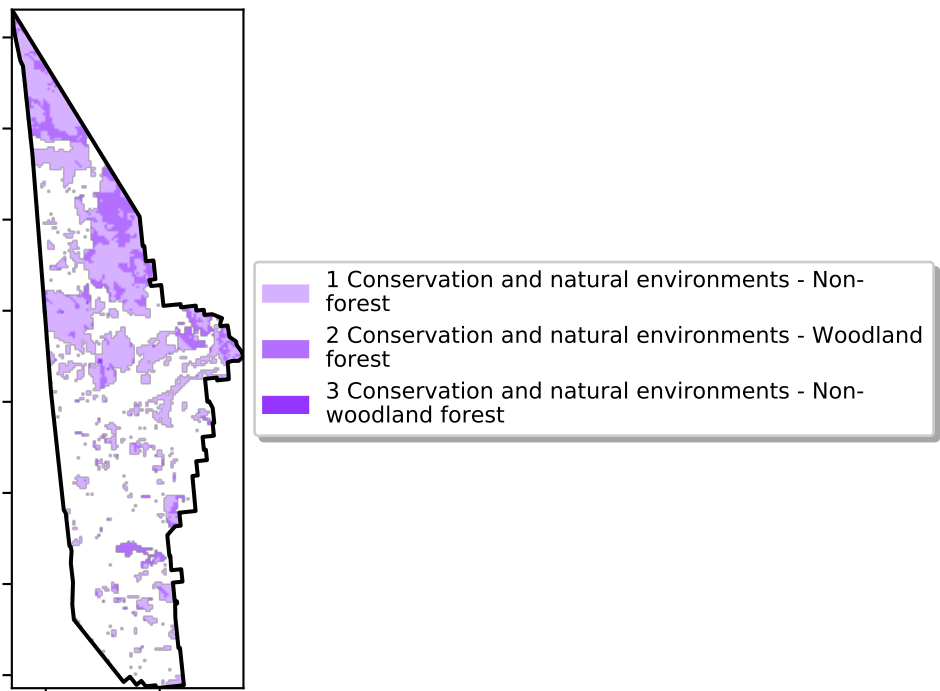 1 Conservation and natural environments - Non-
forest
2 Conservation and natural environments - Woodland
forest
3 Conservation and natural environments - Non-
woodland forest